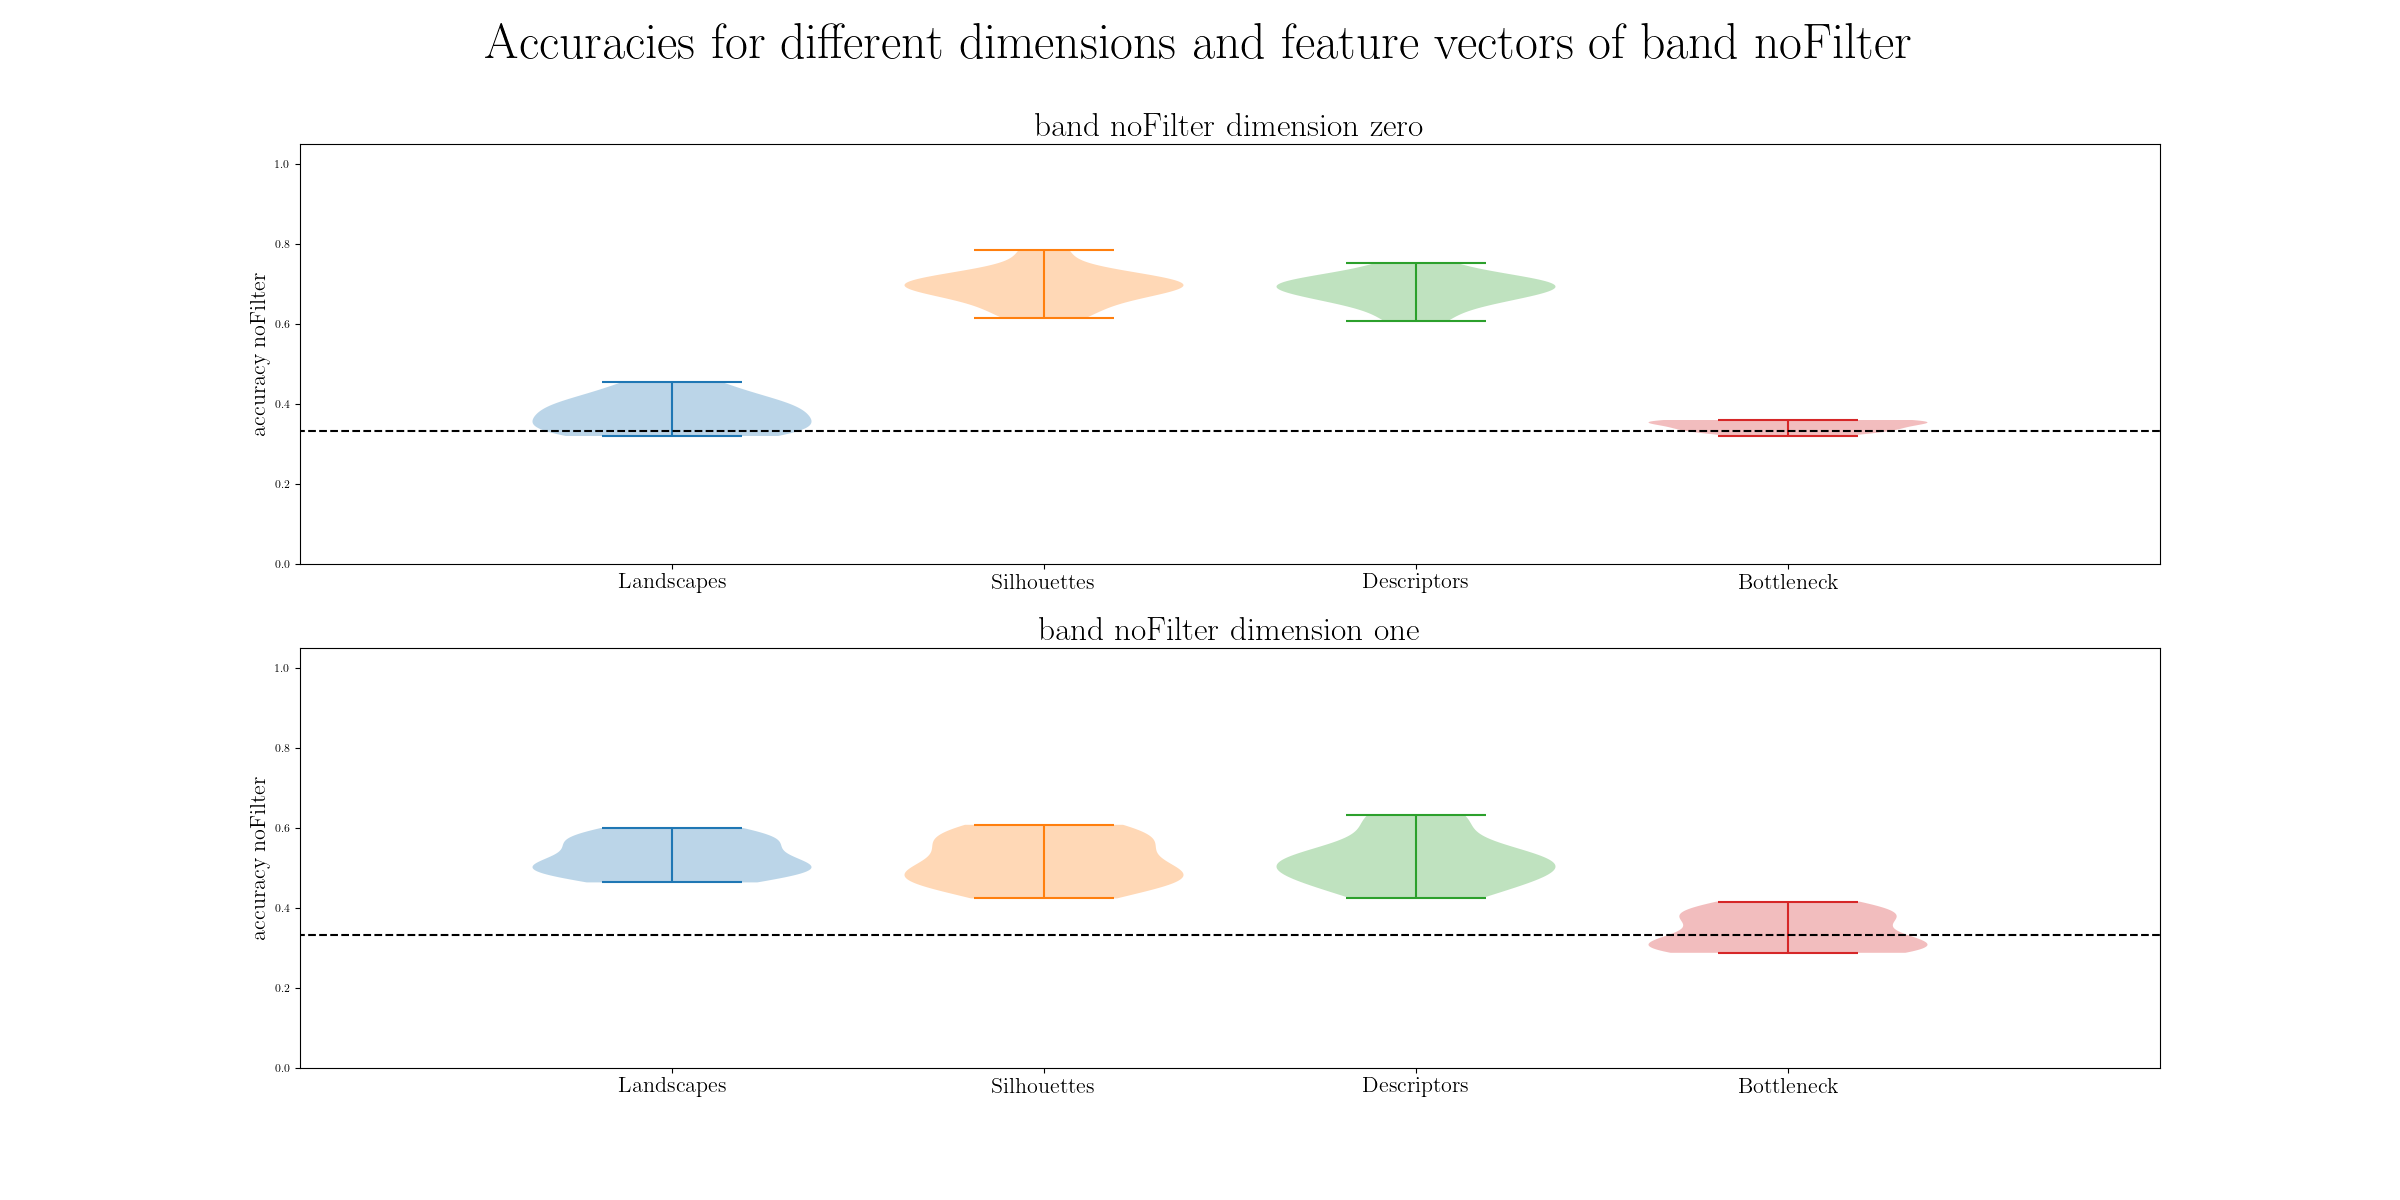 Accuracies for different dimensions and feature vectors of band noFilter
band noFilter dimension zero
accuracy noFilter
1.0
0.8
0.6
0.4
0.2
0.0
Landscapes Silhouettes Descriptors Bottleneck
band noFilter dimension one
accuracy noFilter
1.0
0.8
0.6
0.4
0.2
0.0
Landscapes Silhouettes Descriptors Bottleneck